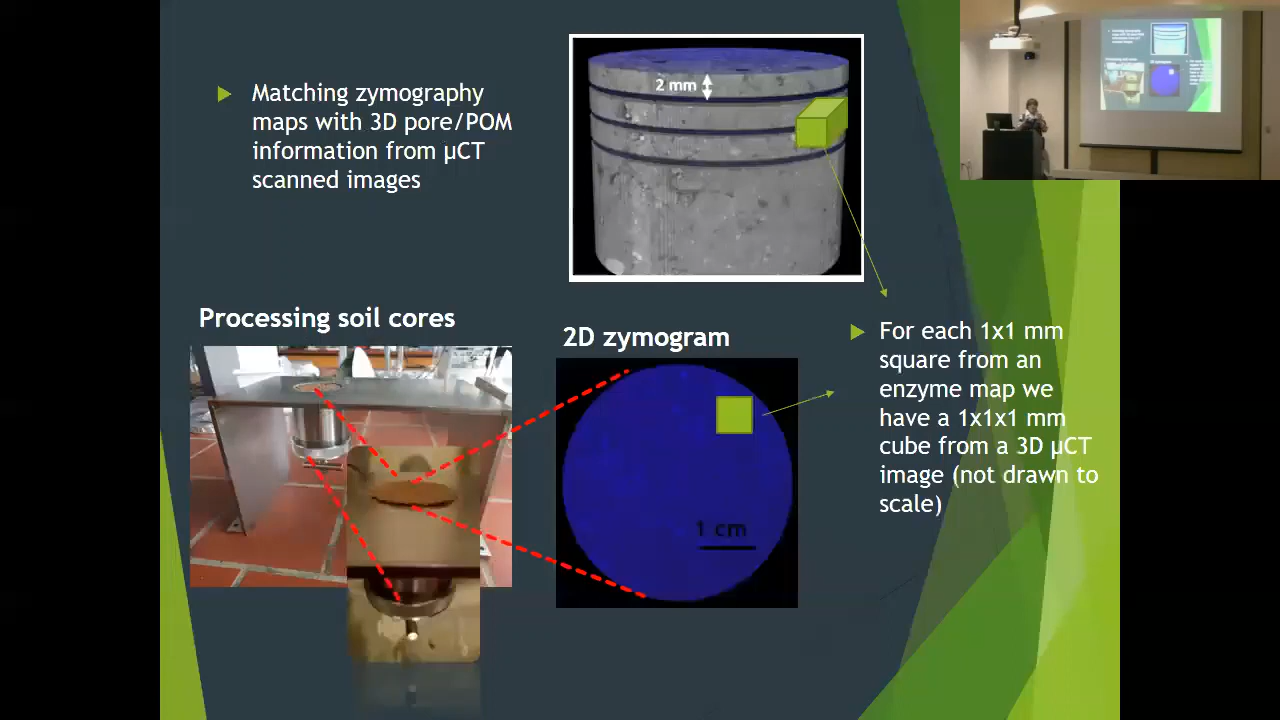 Matching zymography
maps with 3D pore/POM
information from µCT
scanned images
2 mm
Processing soil cores
2D zymogram
1 cm
For each 1x1 mm
square from an
enzyme map we
have a 1x1x1 mm
cube from a 3D µCT
image (not drawn to
scale)